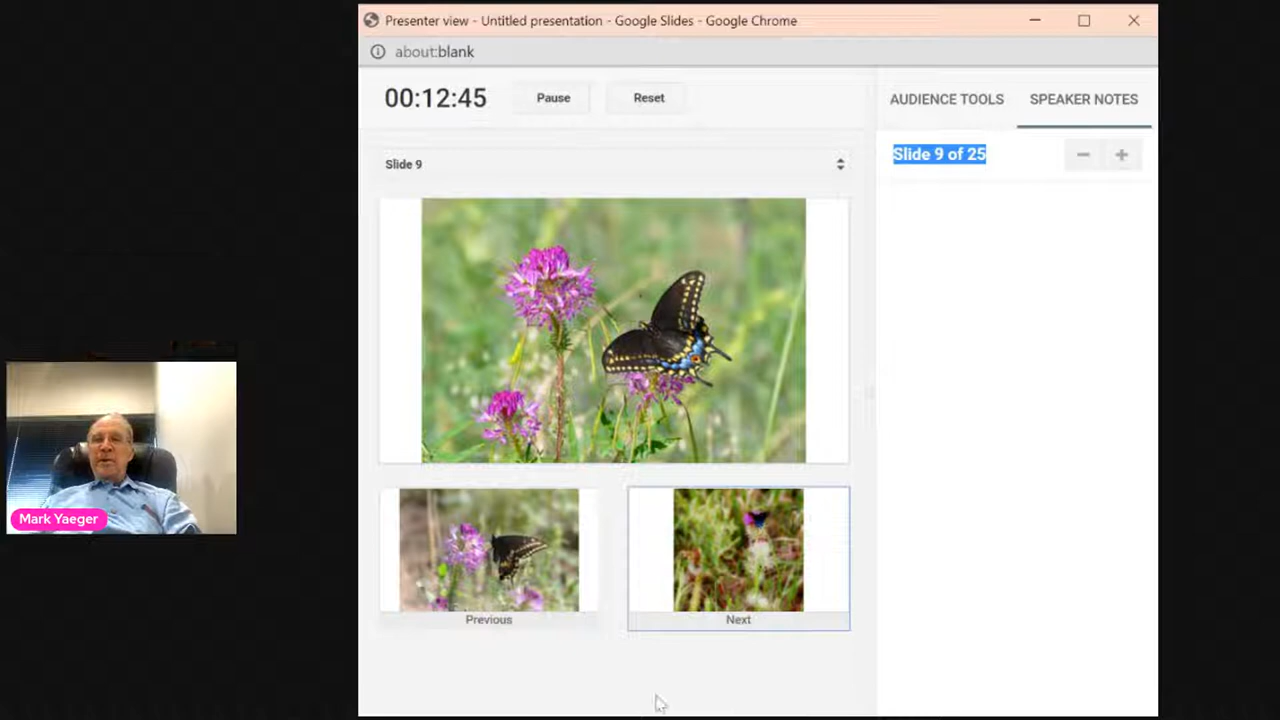 Presenter view - Untitled presentation - Google Slides - Google Chrome
about:blank
00:12:45
Pause
Reset
AUDIENCE TOOLS
SPEAKER NOTES
Slide 9
Slide 9 of 25
Previous
Next
Mark Yaeger